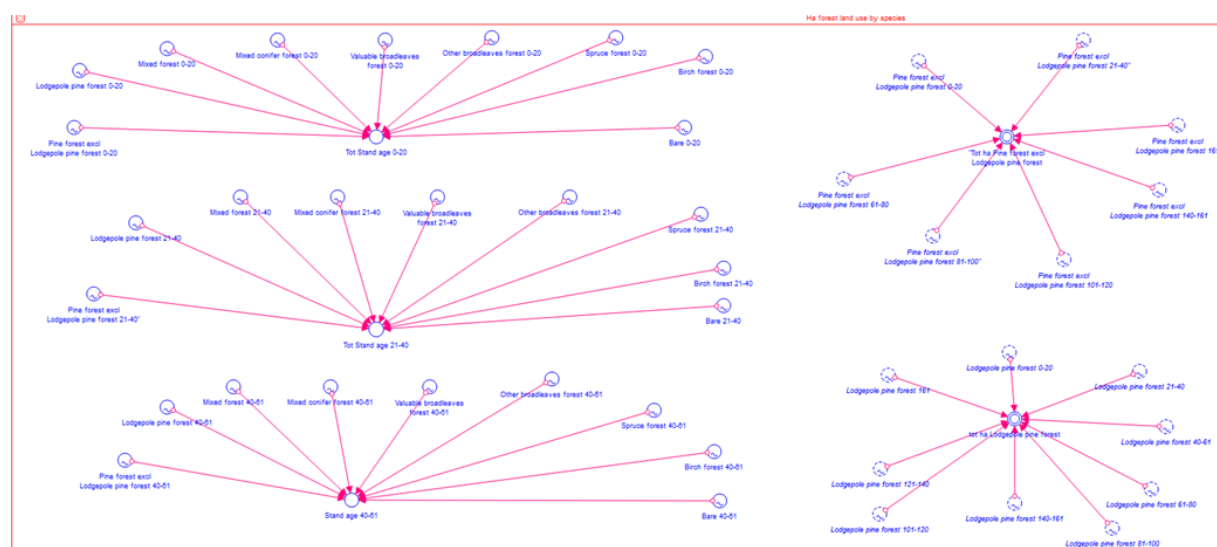 Ha forest land use by species
Mixed forest 0-20
Mixed conifer forest 0-20
Valuable broadleaves
forest 0-20
Other broadleaves forest 0-20
Spruce forest 0-20
Birch forest 0-20
Lodgepole pine forest 0-20
Pine forest excl
Lodgepole pine forest 0-20
Tot Stand age 0-20
Bare 0-20
Mixed forest 21-40
Mixed conifer forest 21-40
Valuable broadleaves
forest 21-40
Other broadleaves forest 21-40
Spruce forest 21-40
Lodgepole pine forest 21-40
Birch forest 21-40
Pine forest excl
Lodgepole pine forest 21-40"
Bare 21-40
Tot Stand age 21-40
Mixed forest 40-61
Mixed conifer forest 40-61
Valuable broadleaves
forest 40-61
Other broadleaves forest 40-61
Lodgepole pine forest 40-61
Spruce forest 40-61
Birch forest 40-61
Pine forest excl
Lodgepole pine forest 40-61
Stand age 40-61
Bare 40-61
Pine forest excl
Lodgepole pine forest 21-40"
Pine forest excl
Lodgepole pine forest 0-20
Pine forest excl
Lodgepole pine forest 161
"Tot ha Pine forest excl
Lodgepole pine forest
Pine forest excl
Lodgepole pine forest 61-80
Pine forest excl
Lodgepole pine forest 140-161
Pine forest excl
Lodgepole pine forest 81-100"
Pine forest excl
Lodgepole pine forest 101-120
Lodgepole pine forest
0-20
Lodgepole pine forest 161
Lodgepole pine forest 21-40
tot ha Lodgepole pine forest
Lodgepole pine forest 40-61
Lodgepole pine forest
121-140
Lodgepole pine forest 61-80
Lodgepole pine forest 140-161
Lodgepole pine forest
101-120
Lodgepole pine forest
81-100